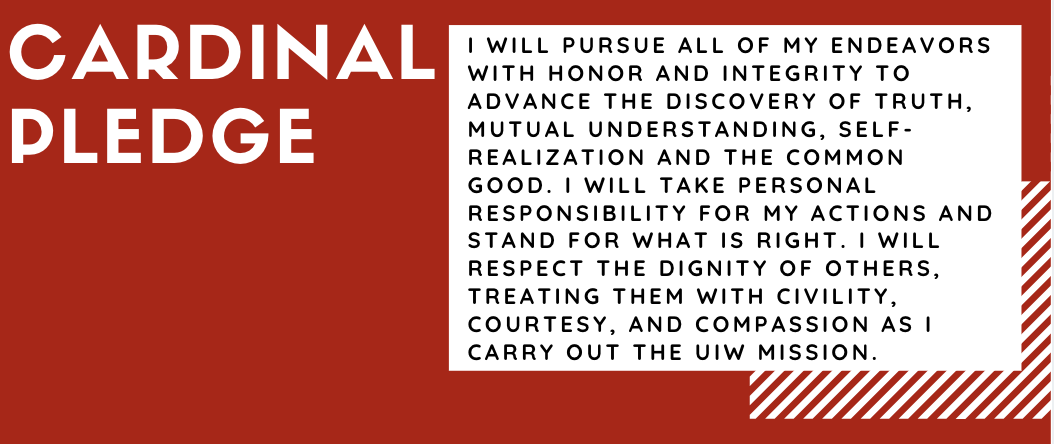 CARDINAL
PLEDGE
I WILL PURSUE ALL OF MY ENDEAVORS
WITH HONOR AND INTEGRITY TO
ADVANCE THE DISCOVERY OF TRUTH,
MUTUAL UNDERSTANDING, SELF-
REALIZATION AND THE COMMON
GOOD. I WILL TAKE PERSONAL
RESPONSIBILITY FOR MY ACTIONS AND
STAND FOR WHAT IS RIGHT. I WILL
RESPECT THE DIGNITY OF OTHERS,
TREATING THEM WITH CIVILITY,
COURTESY, AND COMPASSION AS I
CARRY OUT THE UIW MISSION.